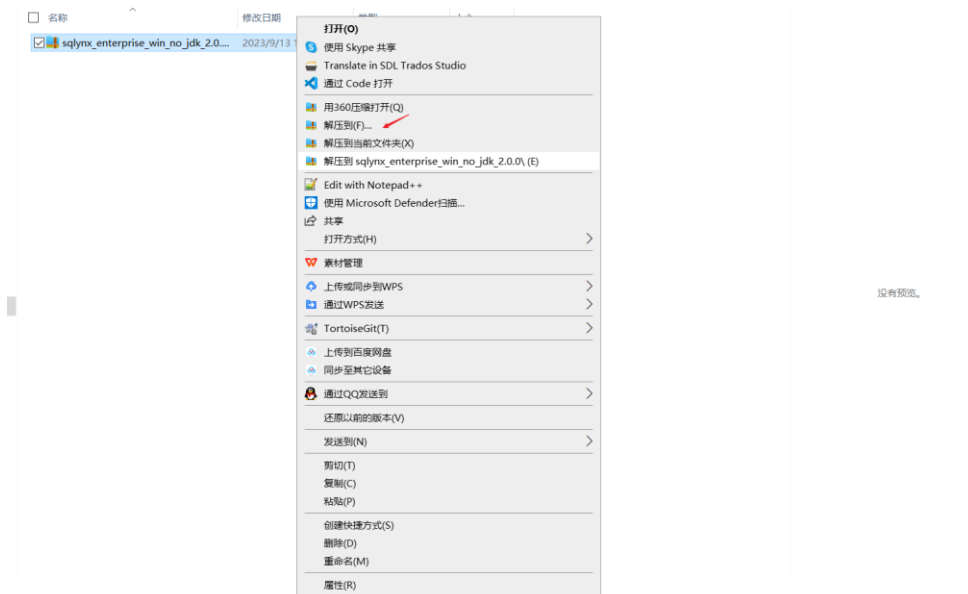 名称
修改日期
sqlynx_enterprise_win_no_jdk_2.0....
2023/9/13 1
打开(O)
使用 Skype 共享
Translate in SDL Trados Studio
通过 Code 打开
用360压缩打开(Q)
解压到(F)...
解压到当前文件夹(X)
解压到 sqlynx_enterprise_win_no_jdk_2.0.0\ (E)
Edit with Notepad++
使用 Microsoft Defender扫描...
共享
打开方式(H)
素材管理
上传或同步到WPS
通过WPS发送
TortoiseGit(T)
上传到百度网盘
同步至其它设备
通过QQ发送到
还原以前的版本(V)
发送到(N)
剪切(T)
复制(C)
粘贴(P)
创建快捷方式(S)
删除(D)
重命名(M)
属性(R)
没有预览。